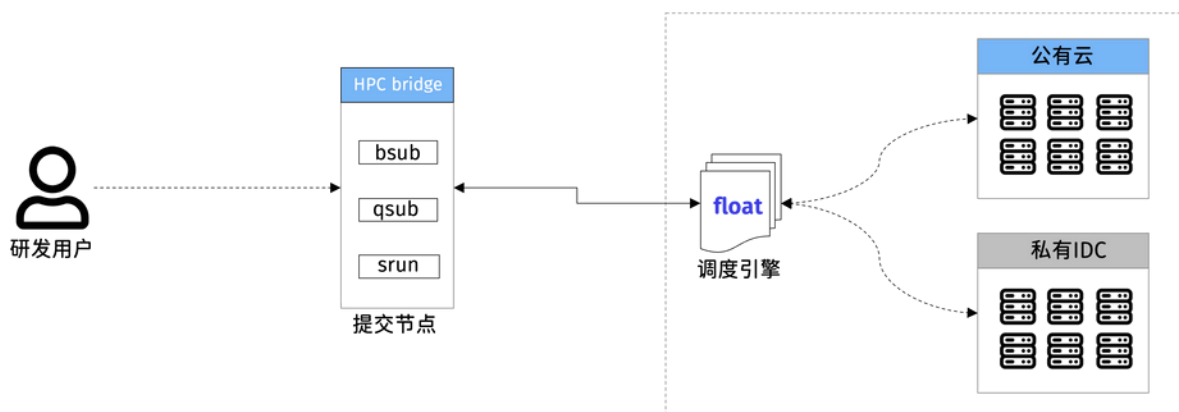 研发用户
HPC bridge
bsub
qsub
srun
提交节点
float
调度引擎
公有云
私有IDC